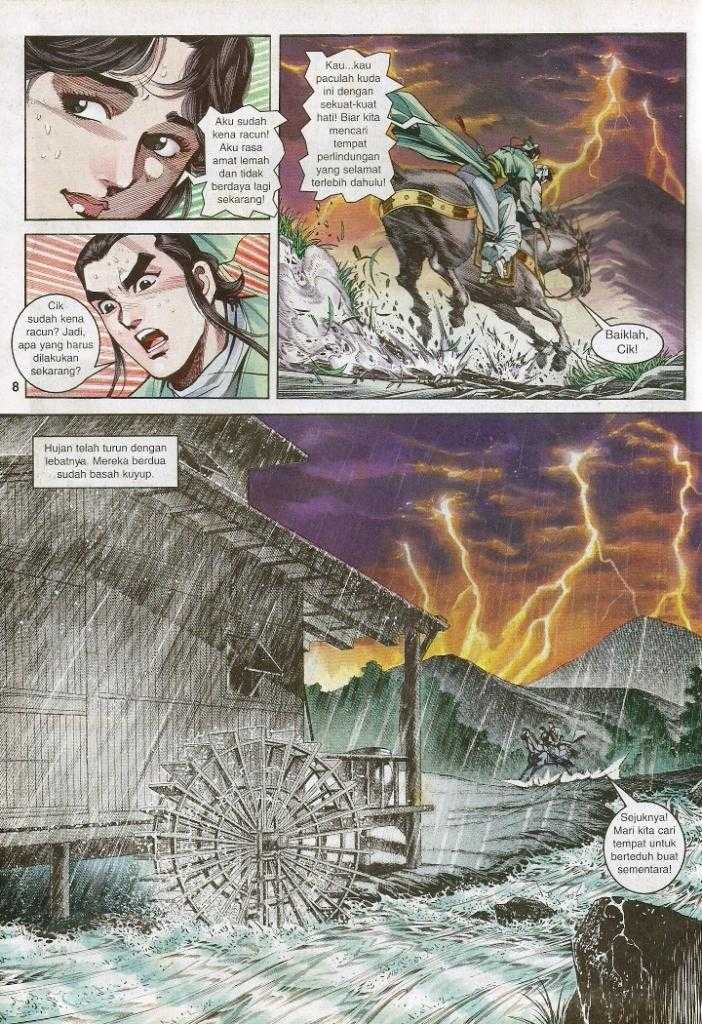 Aku sudah
kena racun!
Aku rasa
amat lemah
dan tidak
berdaya lagi
sekarang!
Cik
sudah kena
racun? Jadi,
apa yang harus
dilakukan
sekarang?
Kau...kau
paculah kuda
ini dengan
sekuat-kuat
hati! Biar kita
mencari
tempat
perlindungan
yang selamat
terlebih dahulu!
Baiklah,
Cik!
8
Hujan telah turun dengan
lebatnya. Mereka berdua
sudah basah kuyup.
Sejuknya!
Mari kita cari
tempat untuk
berteduh buat
sementara!